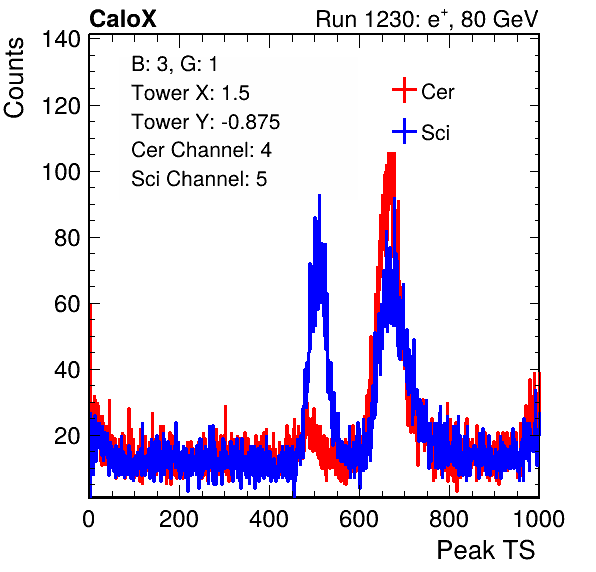 CaloX Run 1230: e⁺, 80 GeV
Counts
140
120
100
80
60
40
20
B: 3, G: 1
Tower X: 1.5
Tower Y: -0.875
Cer Channel: 4
Sci Channel: 5
Cer
Sci
0 200 400 600 800 1000
Peak TS